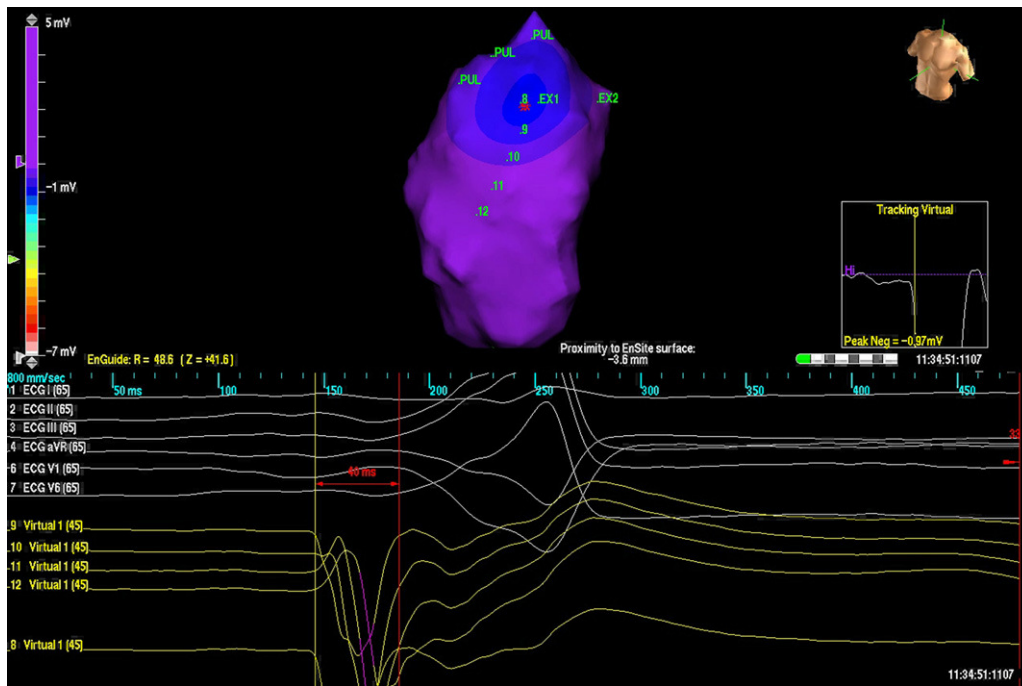 5 mV
.PUL
.PUL
.PUL
.8
.EX1
.EX2
.9
.10
-1 mV
.11
.12
Tracking Virtual
Hi
Peak Neg = -0,97mV
-7 mV
EnGuide: R = 48.6 ( Z = +41.6)
Proximity to EnSite surface:
-3.6 mm
11:34:51:1107
800 mm/sec
50 ms
100
150
200
250
300
350
400
450
1 ECG I (65)
2 ECG II (65)
3 ECG III (65)
4 ECG aVR (65)
6 ECG V1 (65)
7 ECG V6 (65)
40 ms
33
9 Virtual 1 (45)
10 Virtual 1 (45)
11 Virtual 1 (45)
12 Virtual 1 (45)
8 Virtual 1 (45)
11:34:51:1107